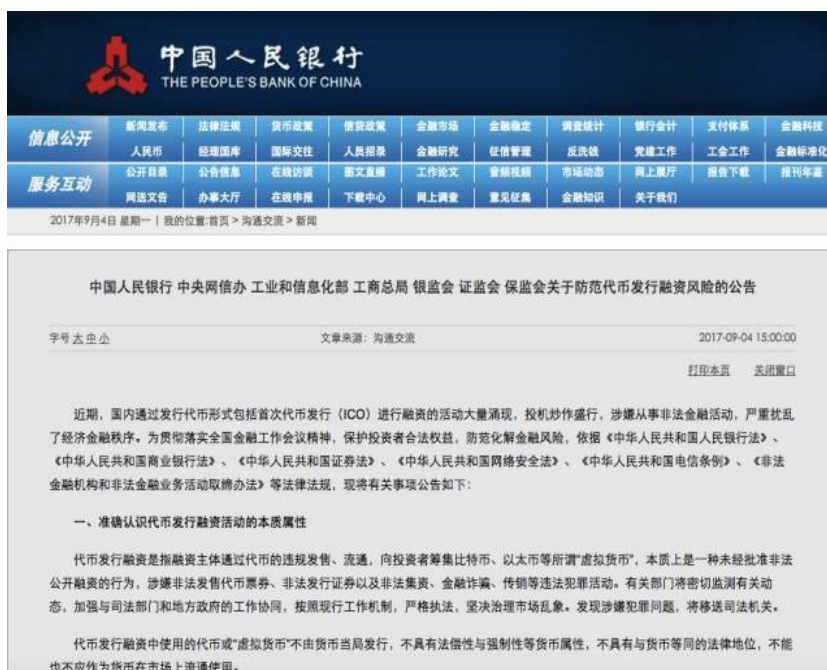 中国人民银行
THE PEOPLE'S BANK OF CHINA
信息公开
新闻发布 法律法规 货币政策 信贷政策 金融市场 金融稳定 调查统计 银行会计 支付体系 金融科技
人民币 经理国库 国际交往 人员招录 金融研究 征信管理 反洗钱 党建工作 工会工作 金融标准化
服务互动
公开目录 公告信息 在线访谈 图文直播 工作论文 音频视频 市场动态 网上展厅 报告下载 报刊年鉴
网送文告 办事大厅 在线申报 下载中心 网上调查 意见征集 金融知识 关于我们
2017年9月4日 星期一 | 我的位置:首页 > 沟通交流 > 新闻
中国人民银行 中央网信办 工业和信息化部 工商总局 银监会 证监会 保监会关于防范代币发行融资风险的公告
字号 大 中 小 文章来源：沟通交流 2017-09-04 15:00:00
打印本页 关闭窗口
近期，国内通过发行代币形式包括首次代币发行（ICO）进行融资的活动大量涌现，投机炒作盛行，涉嫌从事非法金融活动，严重扰乱
了经济金融秩序。为贯彻落实全国金融工作会议精神，保护投资者合法权益，防范化解金融风险，依据《中华人民共和国人民银行法》、
《中华人民共和国商业银行法》、《中华人民共和国证券法》、《中华人民共和国网络安全法》、《中华人民共和国电信条例》、《非法
金融机构和非法金融业务活动取缔办法》等法律法规，现将有关事项公告如下：
一、准确认识代币发行融资活动的本质属性
代币发行融资是指融资主体通过代币的违规发售、流通，向投资者筹集比特币、以太币等所谓“虚拟货币”，本质上是一种未经批准非法
公开融资的行为，涉嫌非法发售代币票券、非法发行证券以及非法集资、金融诈骗、传销等违法犯罪活动。有关部门将密切监测有关动
态，加强与司法部门和地方政府的工作协同，按照现行工作机制，严格执法，坚决治理市场乱象。发现涉嫌犯罪问题，将移送司法机关。
代币发行融资中使用的代币或“虚拟货币”不由货币当局发行，不具有法偿性与强制性等货币属性，不具有与货币等同的法律地位，不能
也不应作为货币在市场上流通使用。